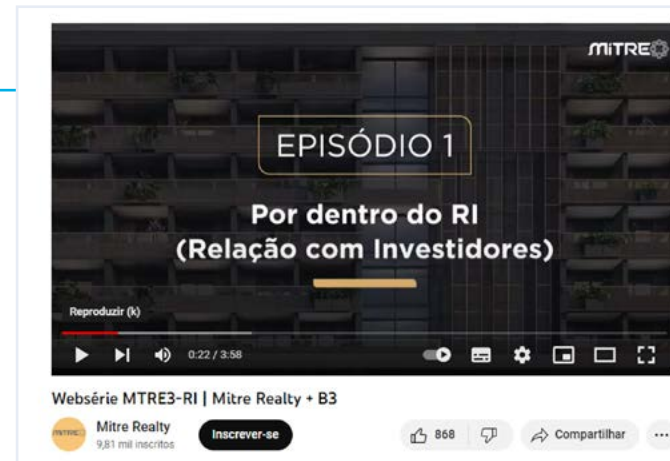 MITRE
EPISÓDIO 1
Por dentro do RI
(Relação com Investidores)
Reproduzir (k)
0:22 / 3:58
Websérie MTRE3-RI | Mitre Realty + B3
MITRE
Mitre Realty
9,81 mil inscritos
Inscrever-se
868
Compartilhar